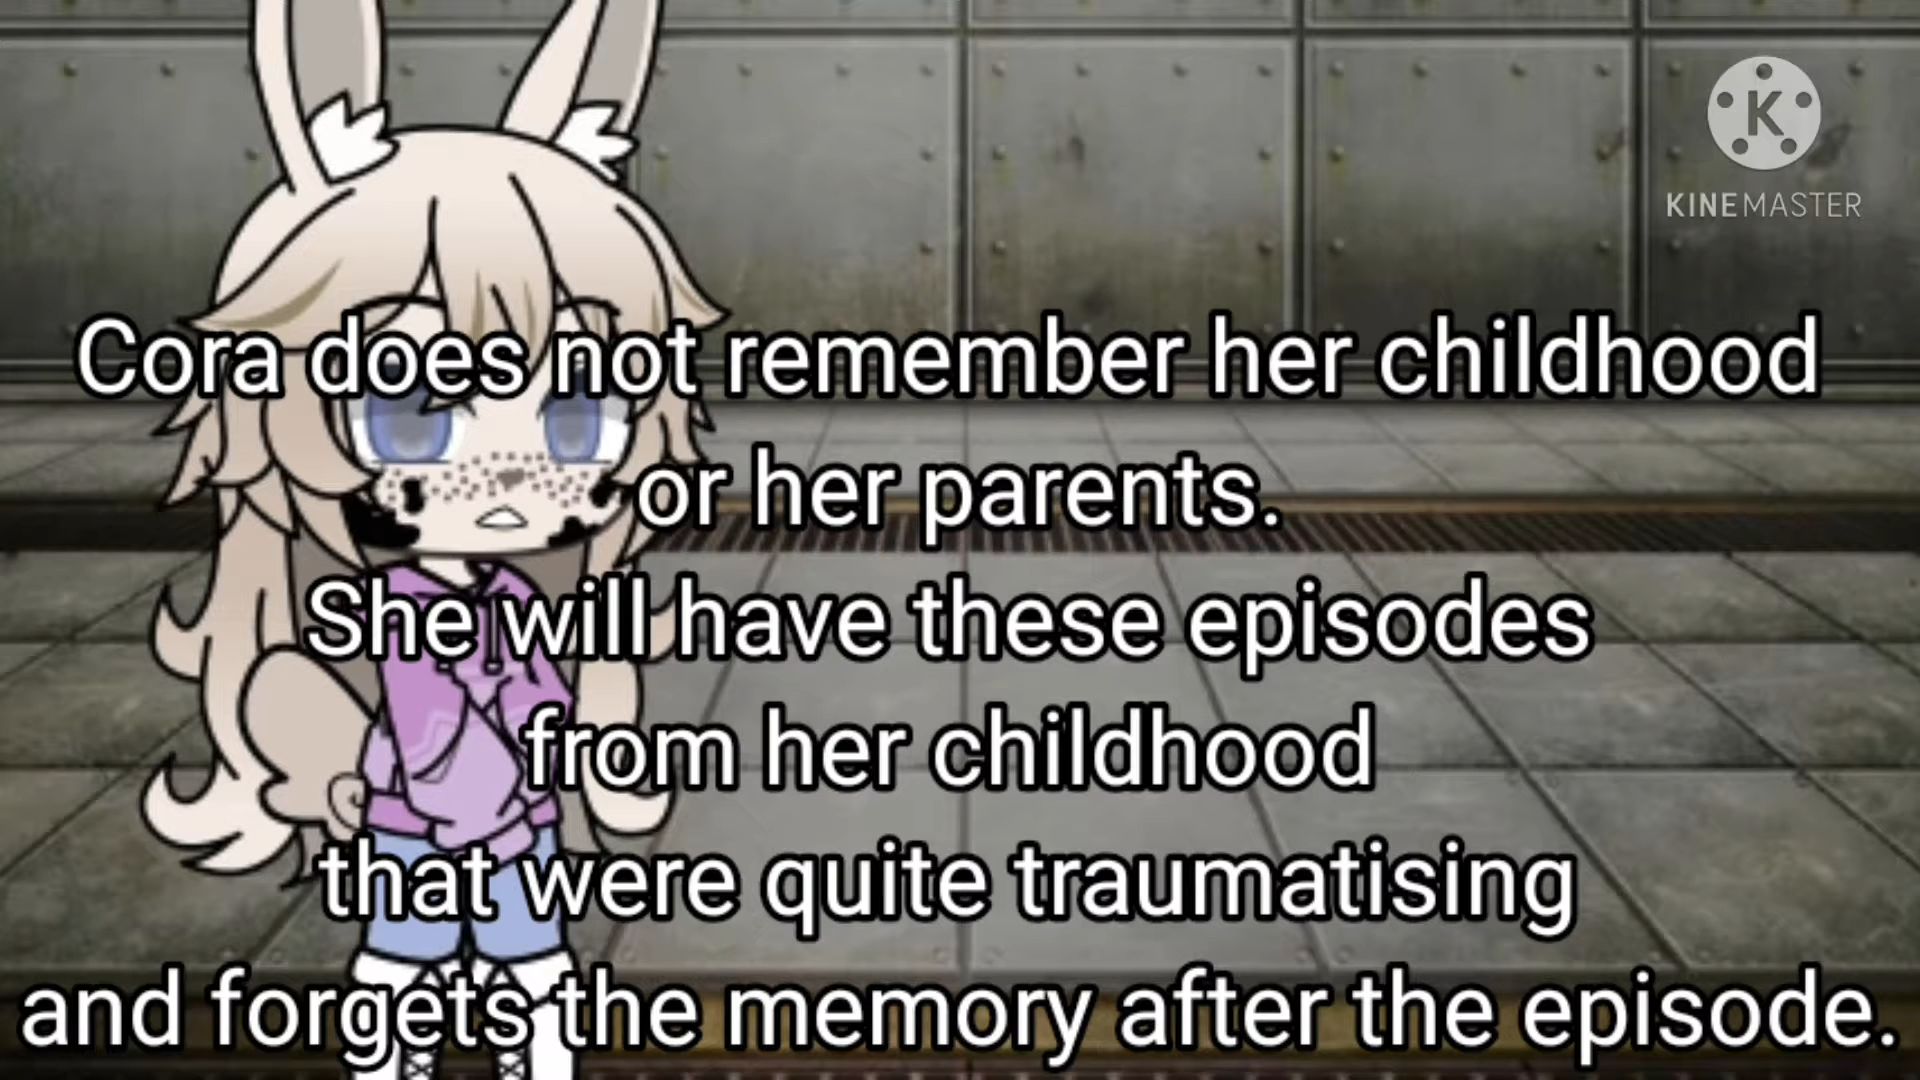 K
KINEMASTER
Cora does not remember her childhood
or her parents.
She will have these episodes
from her childhood
that were quite traumatising
and forgets the memory after the episode.